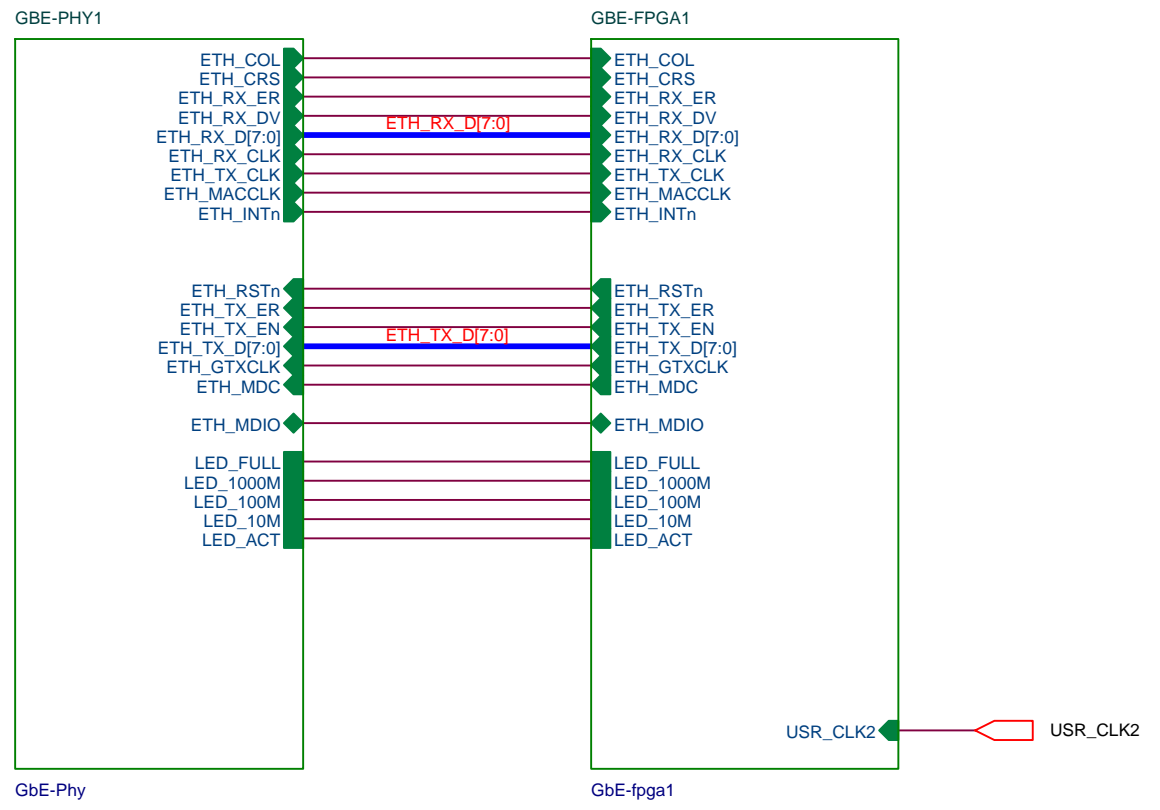 GBE-PHY1
GBE-FPGA1
ETH_COL
ETH_COL
ETH_CRS
ETH_CRS
ETH_RX_ER
ETH_RX_ER
ETH_RX_DV
ETH_RX_DV
ETH_RX_D[7:0]
ETH_RX_D[7:0]
ETH_RX_D[7:0]
ETH_RX_CLK
ETH_RX_CLK
ETH_TX_CLK
ETH_TX_CLK
ETH_MACCLK
ETH_MACCLK
ETH_INTn
ETH_INTn
ETH_RSTn
ETH_RSTn
ETH_TX_ER
ETH_TX_ER
ETH_TX_EN
ETH_TX_EN
ETH_TX_D[7:0]
ETH_TX_D[7:0]
ETH_TX_D[7:0]
ETH_GTXCLK
ETH_GTXCLK
ETH_MDC
ETH_MDC
ETH_MDIO
ETH_MDIO
LED_FULL
LED_FULL
LED_1000M
LED_1000M
LED_100M
LED_100M
LED_10M
LED_10M
LED_ACT
LED_ACT
USR_CLK2
USR_CLK2
GbE-Phy
GbE-fpga1